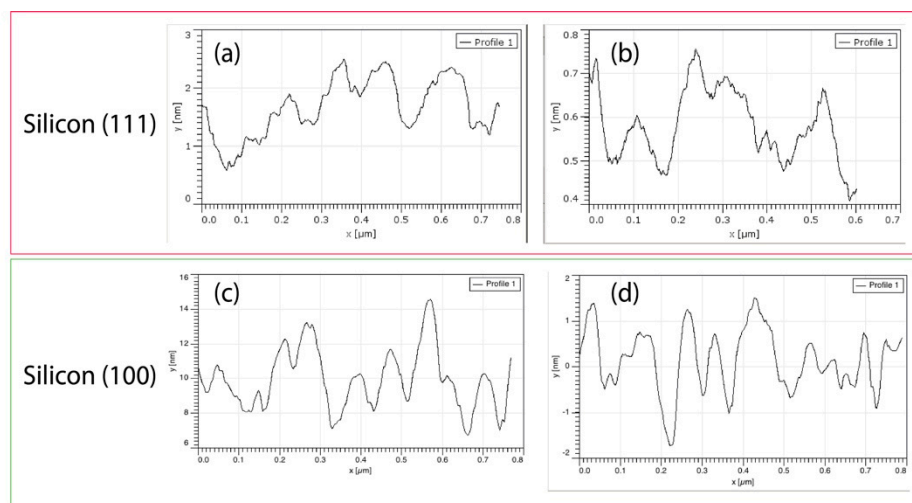 Silicon (111)
(a)
Profile 1
y [nm]
3
2
1
0
0.0 0.1 0.2 0.3 0.4 0.5 0.6 0.7 0.8
x [µm]
(b)
Profile 1
y [nm]
0.8
0.7
0.6
0.5
0.4
0.0 0.1 0.2 0.3 0.4 0.5 0.6 0.7
x [µm]
Silicon (100)
(c)
Profile 1
y [nm]
16
14
12
10
8
6
0.0 0.1 0.2 0.3 0.4 0.5 0.6 0.7 0.8
x [µm]
(d)
Profile 1
y [nm]
2
1
0
-1
-2
0.0 0.1 0.2 0.3 0.4 0.5 0.6 0.7 0.8
x [µm]